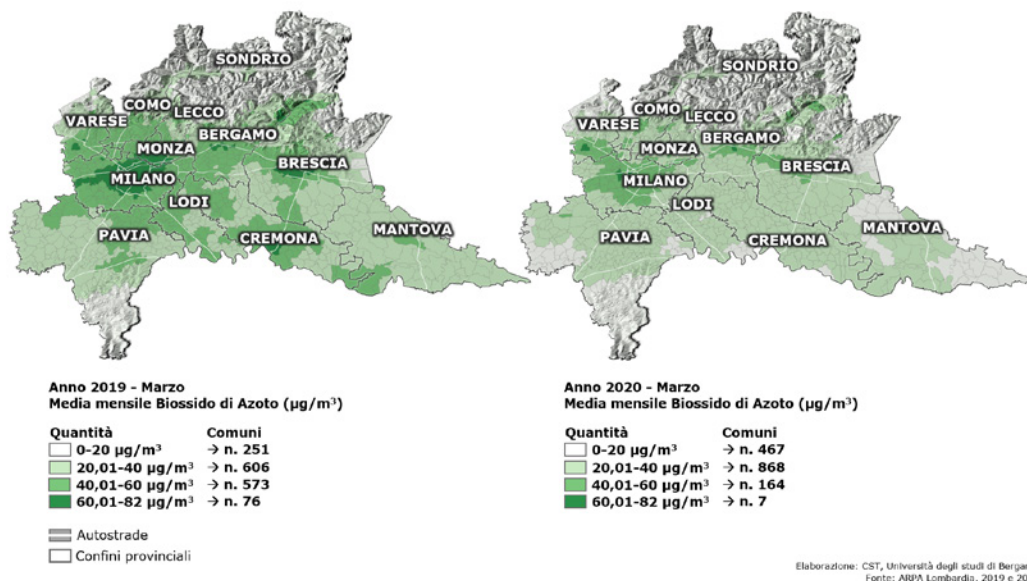 SONDRIO
COMO
LECCO
VARESE
BERGAMO
MONZA
BRESCIA
MILANO
LODI
PAVIA
CREMONA
MANTOVA
Anno 2019 - Marzo
Media mensile Biossido di Azoto (µg/m³)
Quantità Comuni
0-20 µg/m³ → n. 251
20,01-40 µg/m³ → n. 606
40,01-60 µg/m³ → n. 573
60,01-82 µg/m³ → n. 76
Autostrade
Confini provinciali
SONDRIO
COMO
LECCO
VARESE
BERGAMO
MONZA
BRESCIA
MILANO
LODI
PAVIA
CREMONA
MANTOVA
Anno 2020 - Marzo
Media mensile Biossido di Azoto (µg/m³)
Quantità Comuni
0-20 µg/m³ → n. 467
20,01-40 µg/m³ → n. 868
40,01-60 µg/m³ → n. 164
60,01-82 µg/m³ → n. 7
Elaborazione: CST, Università degli studi di Bergam
Fonte: ARPA Lombardia, 2019 e 20